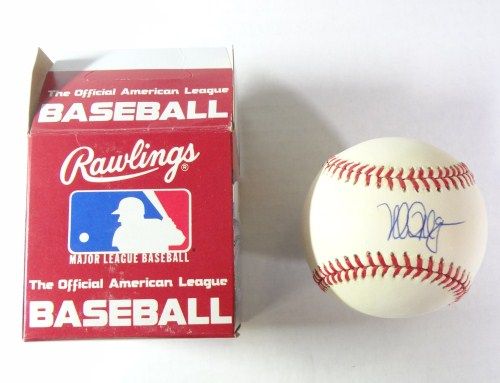 The Official American League
BASEBALL
Rawlings®
MAJOR LEAGUE BASEBALL
The Official American League
BASEBALL